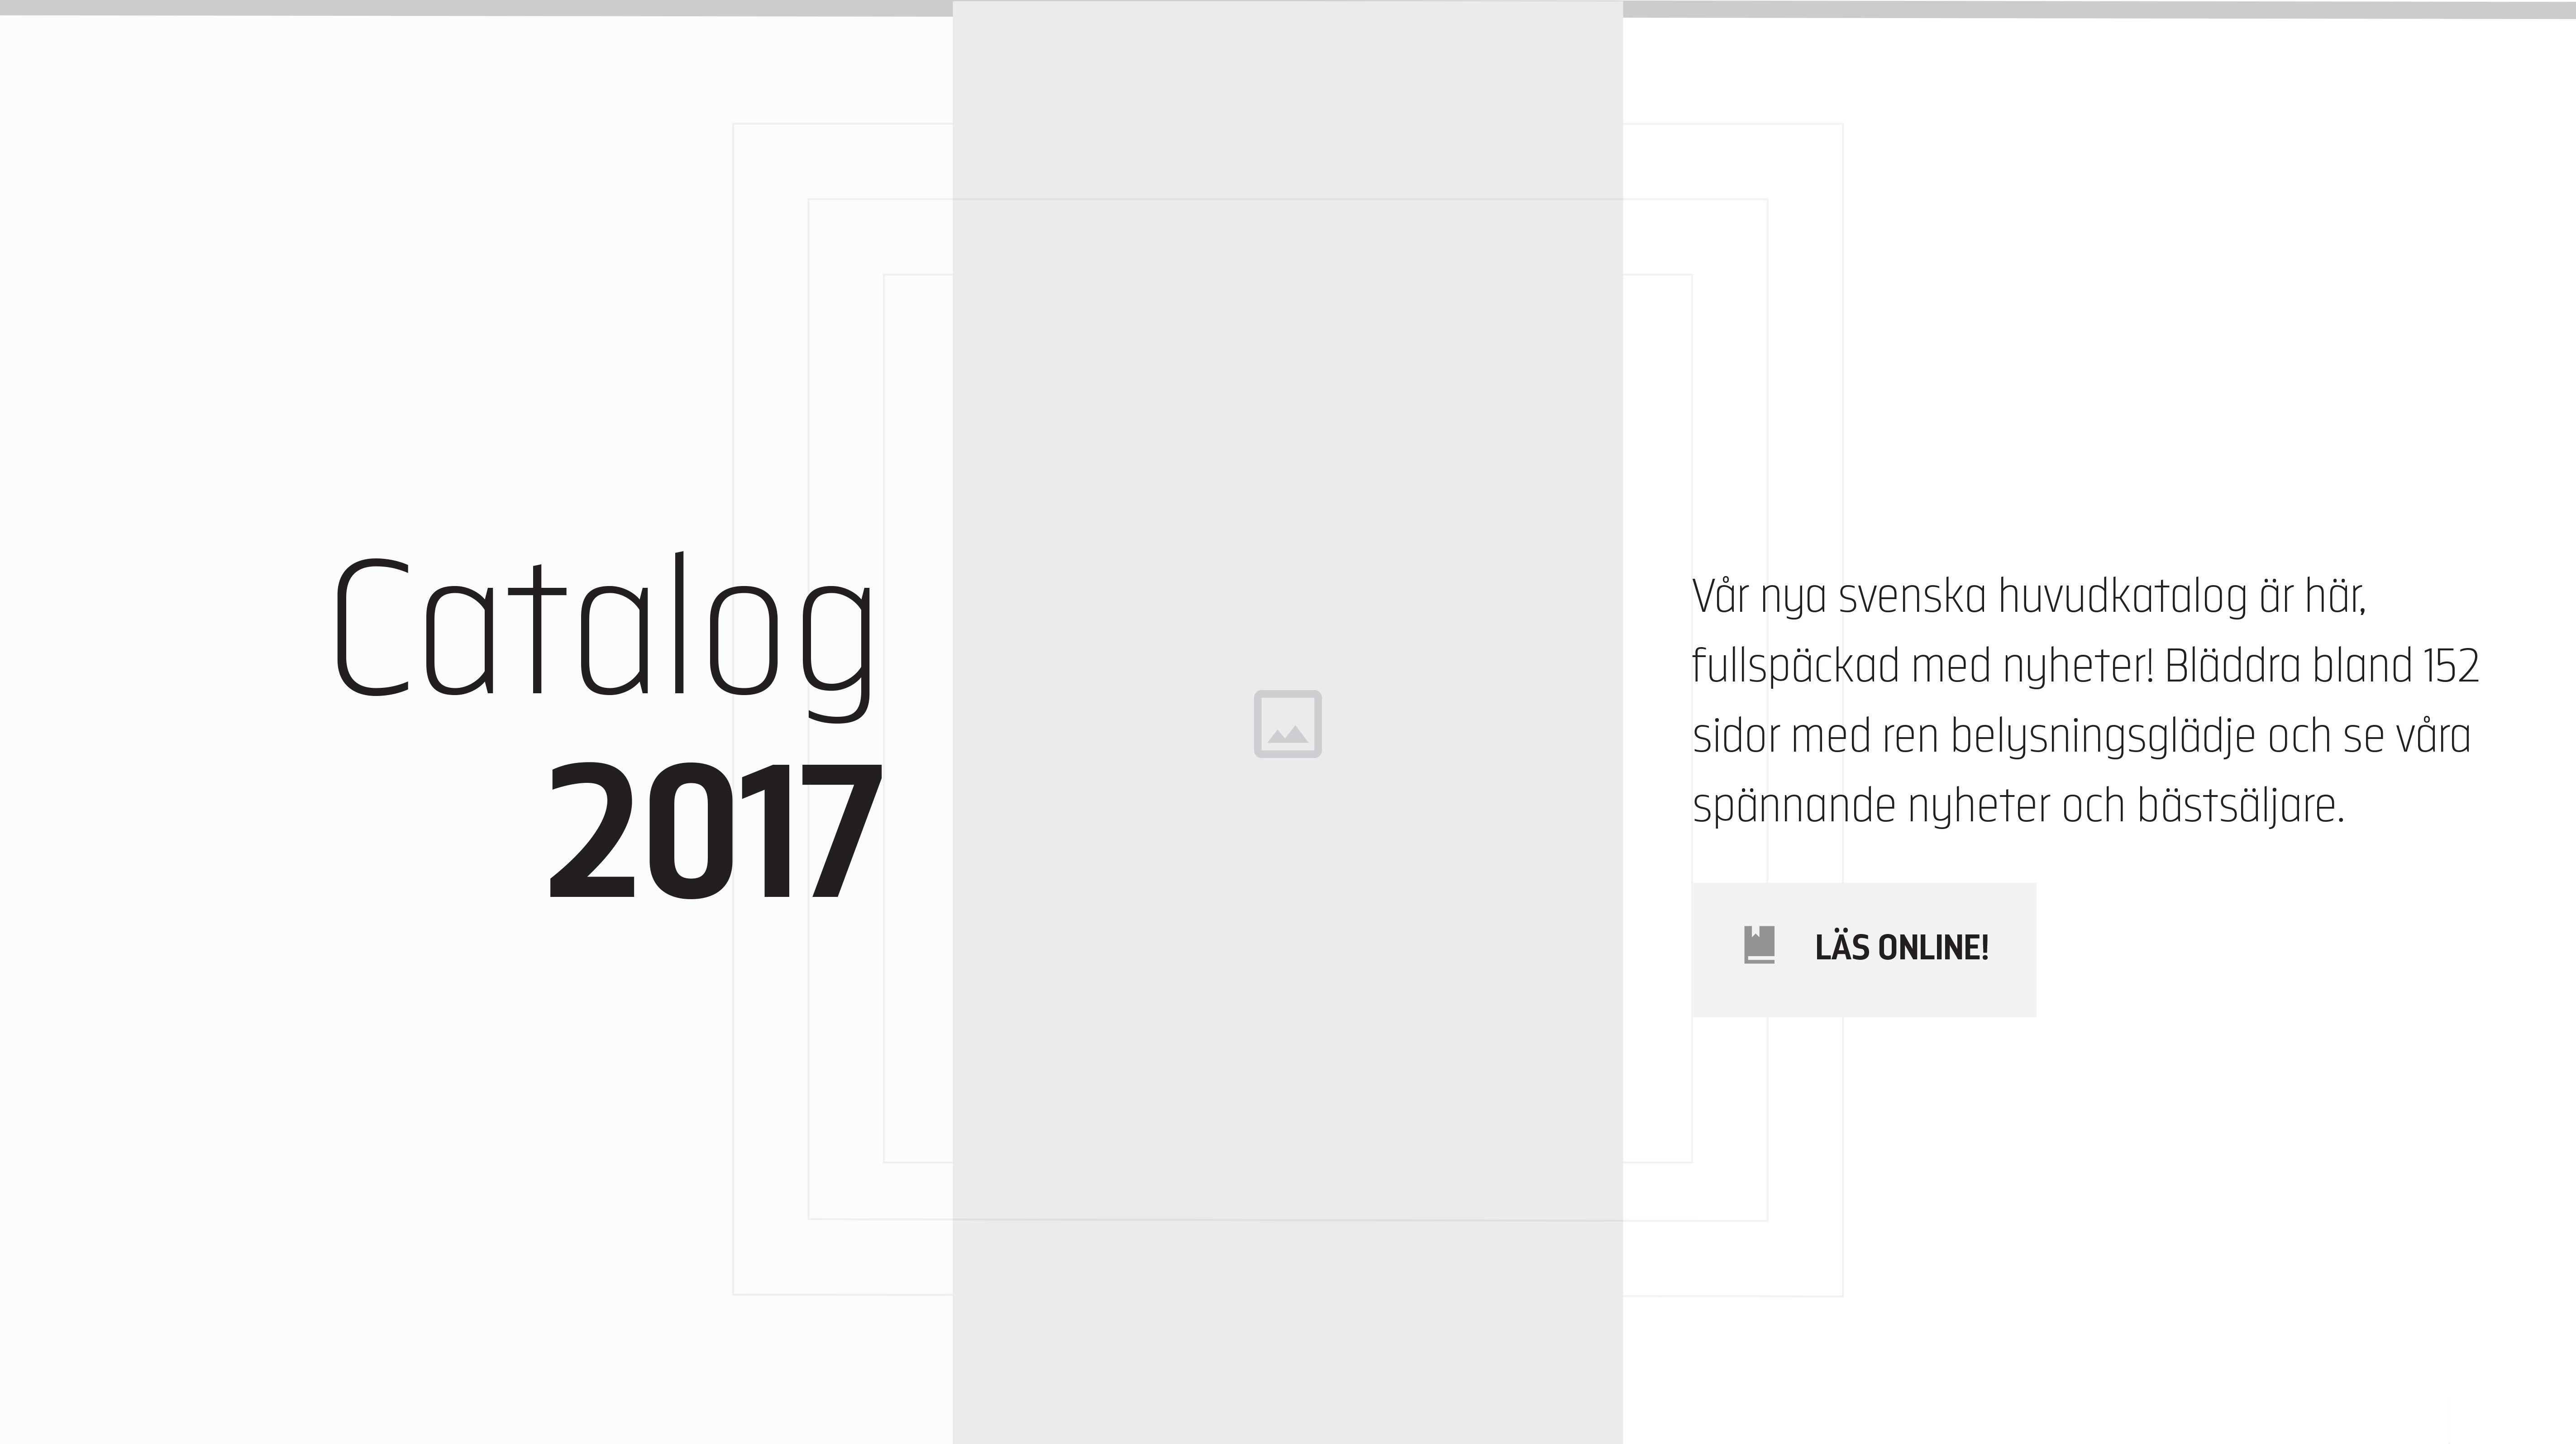 Catalog
2017
Vår nya svenska huvudkatalog är här,
fullspäckad med nyheter! Bläddra bland 152
sidor med ren belysningsglädje och se våra
spännande nyheter och bästsäljare.
LÄS ONLINE!